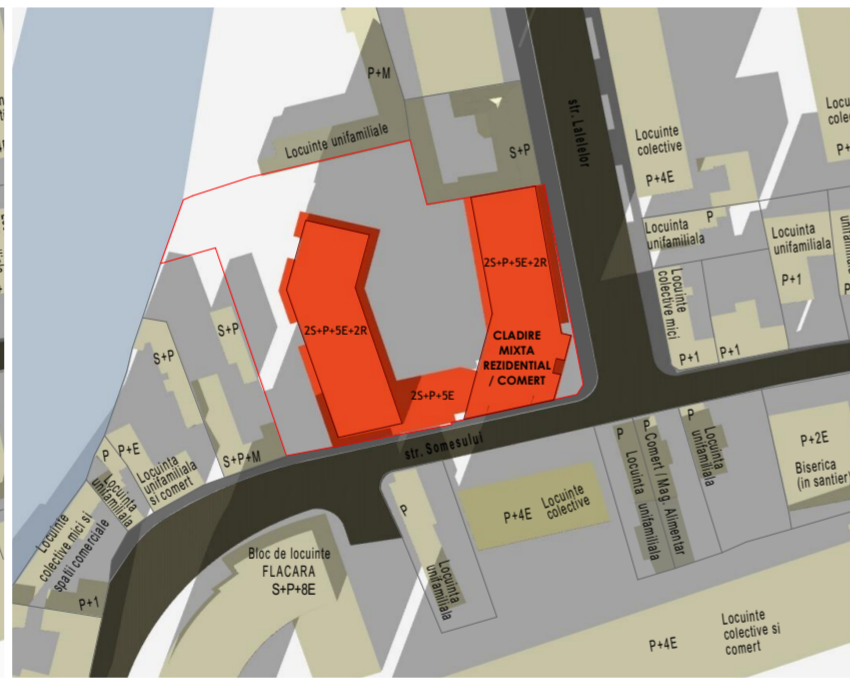 P+M
Locuinte unifamiliale
S+P
str. Lalelelor
Locuinte
colective
P+4E
P
Locuinta
unifamiliala
Locuinta
unifamiliala
P+1
Locuinte
colective mici
P+1
P+1
2S+P+5E+2R
2S+P+5E+2R
CLADIRE
MIXTA
REZIDENTIAL
/ COMERT
2S+P+5E
str. Somesului
S+P
S+P
S+P+M
P
P+E
Locuinta
unifamiliala
Locuinta
unifamiliala
si comert
Locuinte
colective mici si
spatii comerciale
P+1
Bloc de locuinte
FLACARA
S+P+8E
P
Locuinta
unifamiliala
P+4E
Locuinte
colective
P
Locuinta
unifamiliala
Comert / Mag. Alimentar
P
Locuinta
unifamiliala
P+2E
Biserica
(in santier
P+4E
Locuinte
colective si
comert